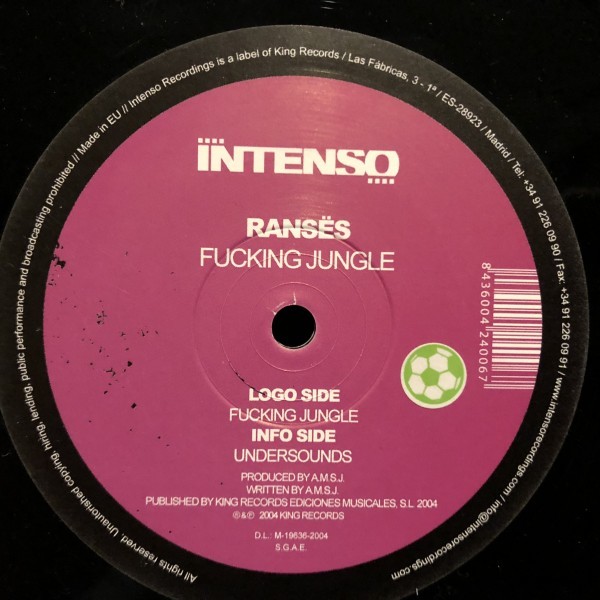 All rights reserved. Unauthorised copying, hiring, lending, public performance and broadcasting prohibited // Made in EU // Intenso Recordings is a label of King Records / Las Fábricas, 3 - 1ª / ES-28923 / Madrid / Tel: +34 91 226 09 90 / Fax: +34 91 226 09 91 / www.intensorecordings.com / info@intensorecordings.com
INTENSO
RANSËS
FUCKING JUNGLE
8 436004 240067
LOGO SIDE
FUCKING JUNGLE
INFO SIDE
UNDERSOUNDS
PRODUCED BY A.M.S.J.
WRITTEN BY A.M.S.J.
PUBLISHED BY KING RECORDS EDICIONES MUSICALES, S.L 2004
℗ & © 2004 KING RECORDS
D.L.: M-19636-2004
S.G.A.E.